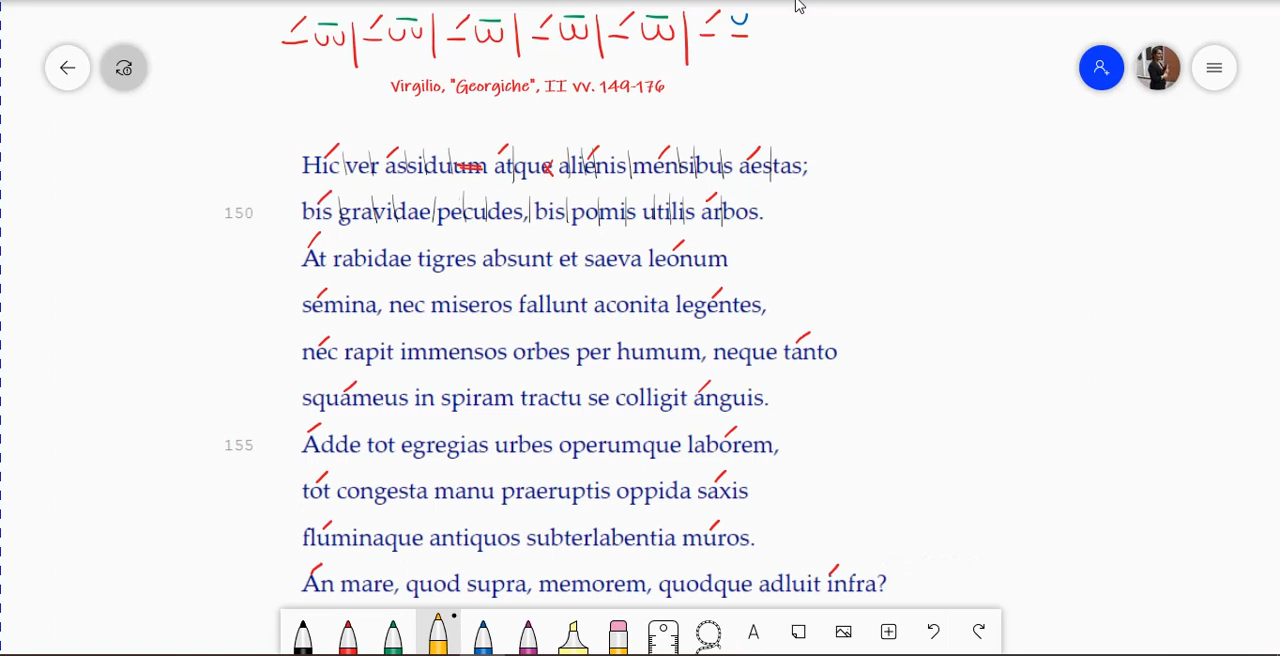 Virgilio, "Georgiche", II vv. 149-176
Hic ver assiduum atque alienis mensibus aestas;
150 bis gravidae pecudes, bis pomis utilis arbos.
At rabidae tigres absunt et saeva leonum
semina, nec miseros fallunt aconita legentes,
nec rapit immensos orbes per humum, neque tanto
squameus in spiram tractu se colligit anguis.
155 Adde tot egregias urbes operumque laborem,
tot congesta manu praeruptis oppida saxis
fluminaque antiquos subterlabentia muros.
An mare, quod supra, memorem, quodque adluit infra?
A